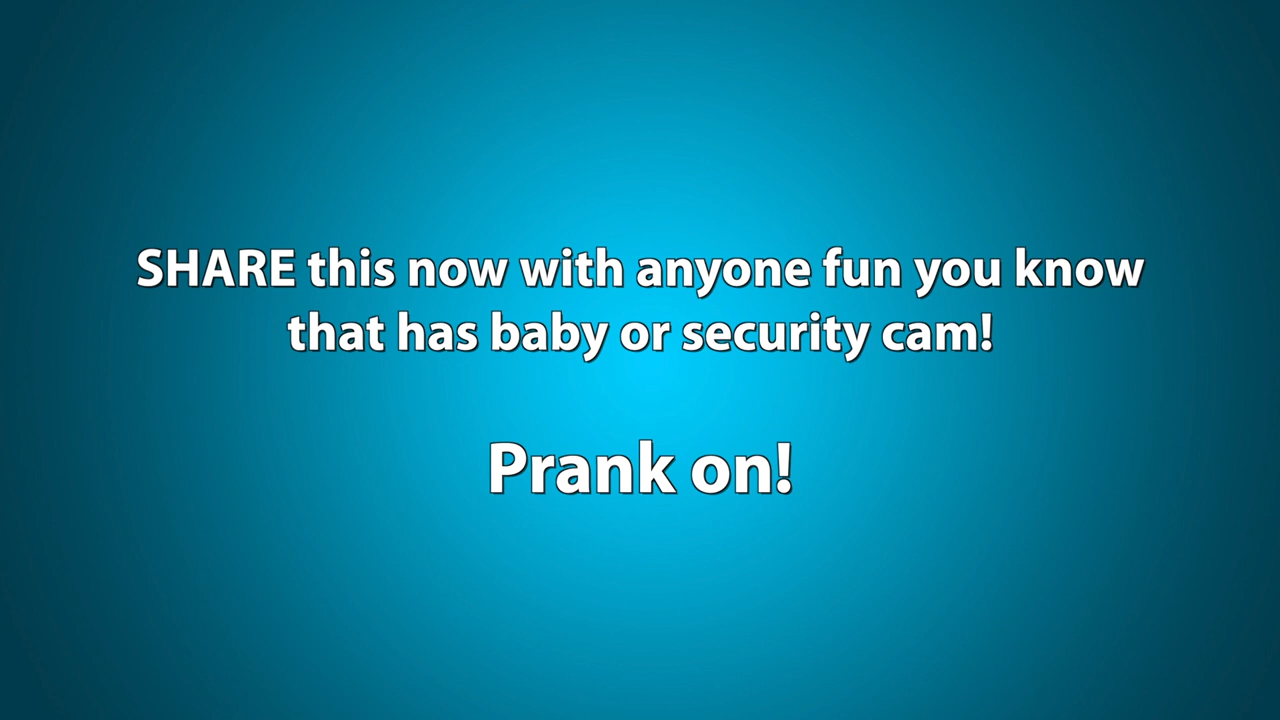 SHARE this now with anyone fun you know
that has baby or security cam!
Prank on!